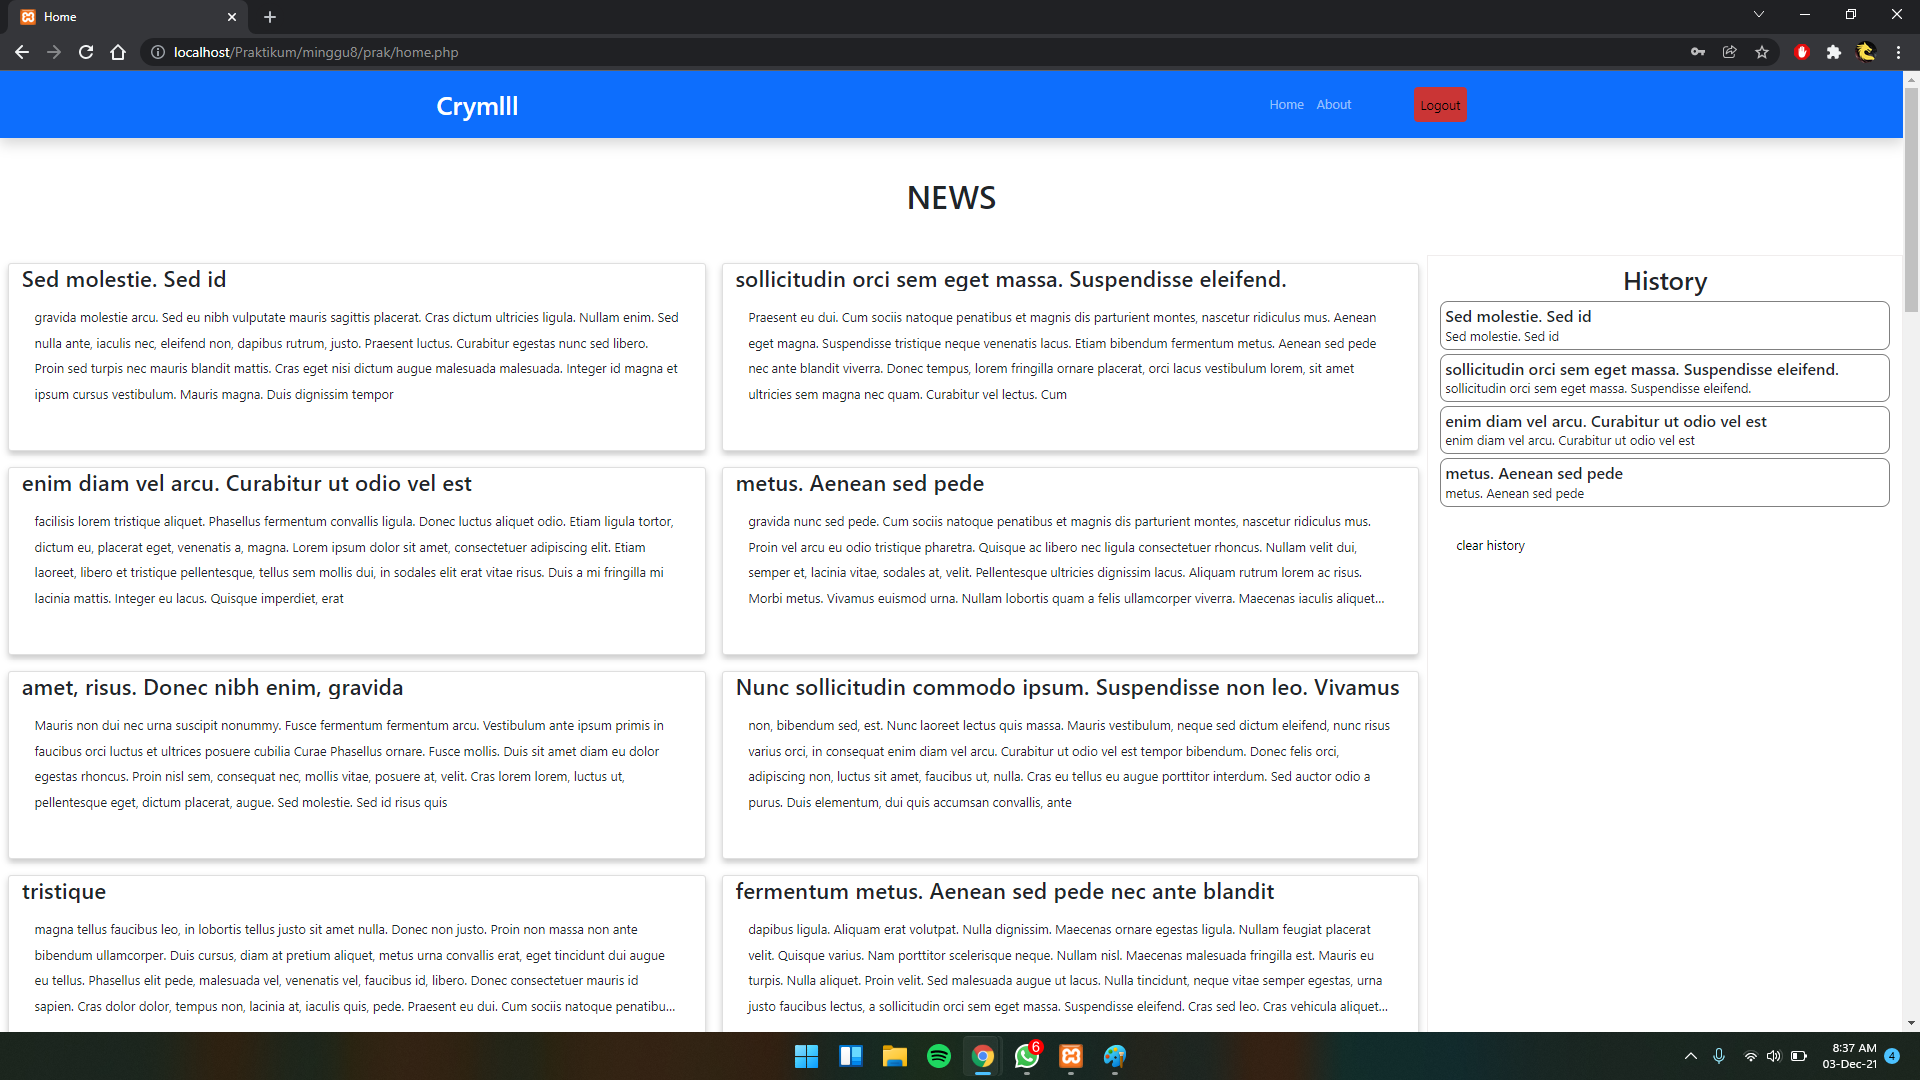 Home
localhost/Praktikum/minggu8/prak/home.php
Crymlll
Home About Logout
NEWS
Sed molestie. Sed id
gravida molestie arcu. Sed eu nibh vulputate mauris sagittis placerat. Cras dictum ultricies ligula. Nullam enim. Sed
nulla ante, iaculis nec, eleifend non, dapibus rutrum, justo. Praesent luctus. Curabitur egestas nunc sed libero.
Proin sed turpis nec mauris blandit mattis. Cras eget nisi dictum augue malesuada malesuada. Integer id magna et
ipsum cursus vestibulum. Mauris magna. Duis dignissim tempor
sollicitudin orci sem eget massa. Suspendisse eleifend.
Praesent eu dui. Cum sociis natoque penatibus et magnis dis parturient montes, nascetur ridiculus mus. Aenean
eget magna. Suspendisse tristique neque venenatis lacus. Etiam bibendum fermentum metus. Aenean sed pede
nec ante blandit viverra. Donec tempus, lorem fringilla ornare placerat, orci lacus vestibulum lorem, sit amet
ultricies sem magna nec quam. Curabitur vel lectus. Cum
enim diam vel arcu. Curabitur ut odio vel est
facilisis lorem tristique aliquet. Phasellus fermentum convallis ligula. Donec luctus aliquet odio. Etiam ligula tortor,
dictum eu, placerat eget, venenatis a, magna. Lorem ipsum dolor sit amet, consectetuer adipiscing elit. Etiam
laoreet, libero et tristique pellentesque, tellus sem mollis dui, in sodales elit erat vitae risus. Duis a mi fringilla mi
lacinia mattis. Integer eu lacus. Quisque imperdiet, erat
metus. Aenean sed pede
gravida nunc sed pede. Cum sociis natoque penatibus et magnis dis parturient montes, nascetur ridiculus mus.
Proin vel arcu eu odio tristique pharetra. Quisque ac libero nec ligula consectetuer rhoncus. Nullam velit dui,
semper et, lacinia vitae, sodales at, velit. Pellentesque ultricies dignissim lacus. Aliquam rutrum lorem ac risus.
Morbi metus. Vivamus euismod urna. Nullam lobortis quam a felis ullamcorper viverra. Maecenas iaculis aliquet...
amet, risus. Donec nibh enim, gravida
Mauris non dui nec urna suscipit nonummy. Fusce fermentum fermentum arcu. Vestibulum ante ipsum primis in
faucibus orci luctus et ultrices posuere cubilia Curae Phasellus ornare. Fusce mollis. Duis sit amet diam eu dolor
egestas rhoncus. Proin nisl sem, consequat nec, mollis vitae, posuere at, velit. Cras lorem lorem, luctus ut,
pellentesque eget, dictum placerat, augue. Sed molestie. Sed id risus quis
Nunc sollicitudin commodo ipsum. Suspendisse non leo. Vivamus
non, bibendum sed, est. Nunc laoreet lectus quis massa. Mauris vestibulum, neque sed dictum eleifend, nunc risus
varius orci, in consequat enim diam vel arcu. Curabitur ut odio vel est tempor bibendum. Donec felis orci,
adipiscing non, luctus sit amet, faucibus ut, nulla. Cras eu tellus eu augue porttitor interdum. Sed auctor odio a
purus. Duis elementum, dui quis accumsan convallis, ante
tristique
magna tellus faucibus leo, in lobortis tellus justo sit amet nulla. Donec non justo. Proin non massa non ante
bibendum ullamcorper. Duis cursus, diam at pretium aliquet, metus urna convallis erat, eget tincidunt dui augue
eu tellus. Phasellus elit pede, malesuada vel, venenatis vel, faucibus id, libero. Donec consectetuer mauris id
sapien. Cras dolor dolor, tempus non, lacinia at, iaculis quis, pede. Praesent eu dui. Cum sociis natoque penatibu...
fermentum metus. Aenean sed pede nec ante blandit
dapibus ligula. Aliquam erat volutpat. Nulla dignissim. Maecenas ornare egestas ligula. Nullam feugiat placerat
velit. Quisque varius. Nam porttitor scelerisque neque. Nullam nisl. Maecenas malesuada fringilla est. Mauris eu
turpis. Nulla aliquet. Proin velit. Sed malesuada augue ut lacus. Nulla tincidunt, neque vitae semper egestas, urna
justo faucibus lectus, a sollicitudin orci sem eget massa. Suspendisse eleifend. Cras sed leo. Cras vehicula aliquet...
History
Sed molestie. Sed id
Sed molestie. Sed id
sollicitudin orci sem eget massa. Suspendisse eleifend.
sollicitudin orci sem eget massa. Suspendisse eleifend.
enim diam vel arcu. Curabitur ut odio vel est
enim diam vel arcu. Curabitur ut odio vel est
metus. Aenean sed pede
metus. Aenean sed pede
clear history
6
8:37 AM
03-Dec-21
4